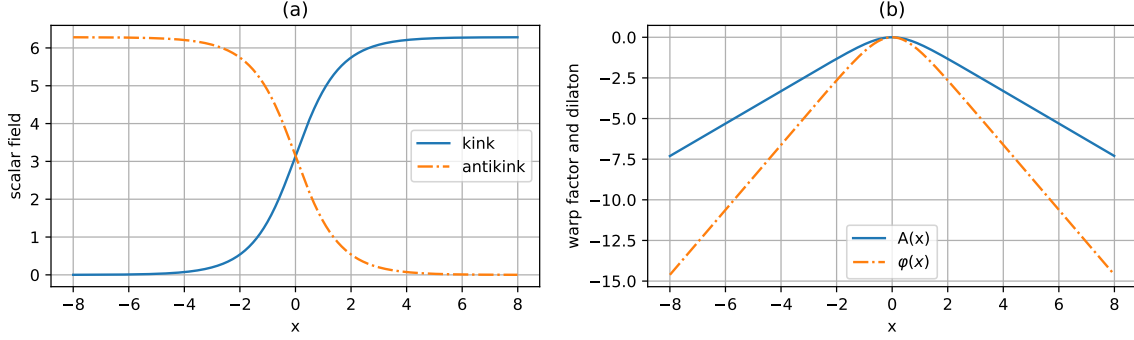 (a)
6
5
4
3
2
1
0
scalar field
kink
antikink
−8 −6 −4 −2 0 2 4 6 8
x
(b)
0.0
−2.5
−5.0
−7.5
−10.0
−12.5
−15.0
warp factor and dilaton
A(x)
φ(x)
−8 −6 −4 −2 0 2 4 6 8
x